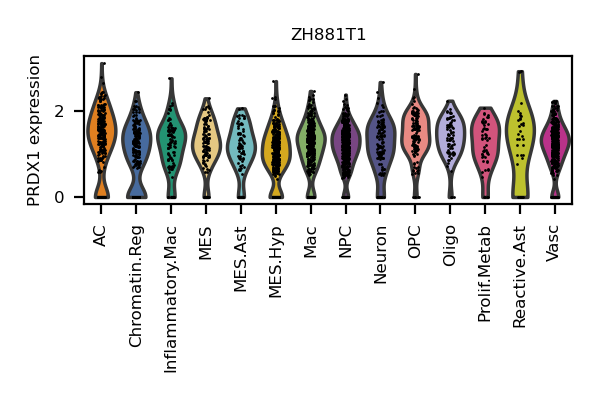 ZH881T1
PRDX1 expression
2
0
AC
Chromatin.Reg
Inflammatory.Mac
MES
MES.Ast
MES.Hyp
Mac
NPC
Neuron
OPC
Oligo
Prolif.Metab
Reactive.Ast
Vasc